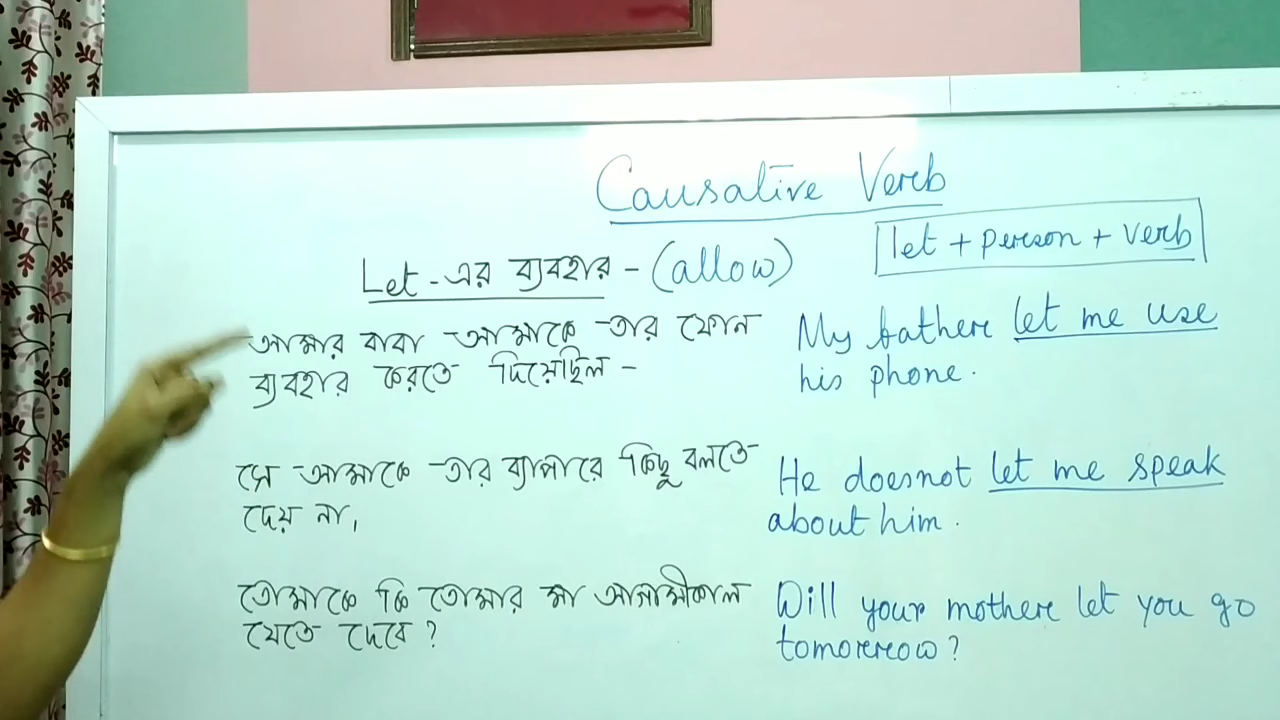 Causative Verb
let + person + verb
Let - এর ব্যবহার - (allow)
আমার বাবা আমাকে তার ফোন
ব্যবহার করতে দিয়েছিল -
My father let me use
his phone.
সে আমাকে তার ব্যাপারে কিছু বলতে
দেয় না,
He doesnot let me speak
about him.
তোমাকে কি তোমার মা আগামীকাল
যেতে দেবে ?
Will your mother let you go
tomorrow?